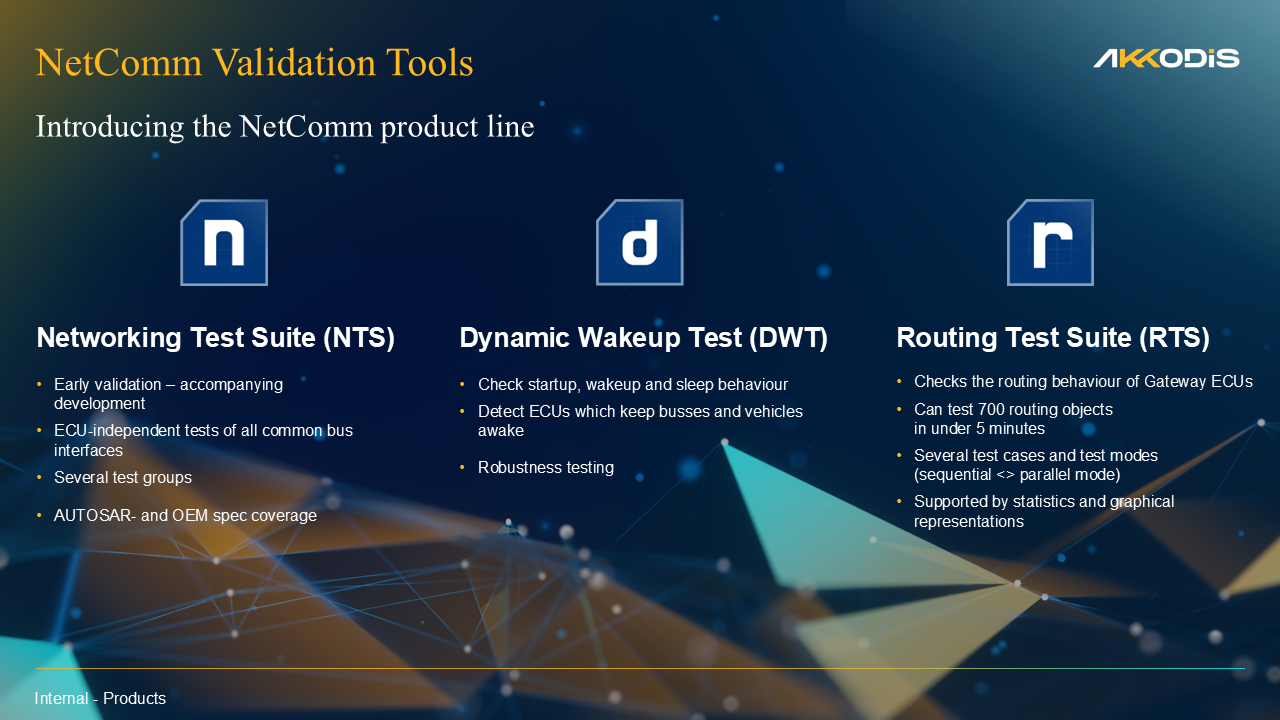 NetComm Validation Tools
AKKODIS
Introducing the NetComm product line
n
d
r
Networking Test Suite (NTS)
• Early validation – accompanying
development
• ECU-independent tests of all common bus
interfaces
• Several test groups
• AUTOSAR- and OEM spec coverage
Dynamic Wakeup Test (DWT)
• Check startup, wakeup and sleep behaviour
• Detect ECUs which keep busses and vehicles
awake
• Robustness testing
Routing Test Suite (RTS)
• Checks the routing behaviour of Gateway ECUs
• Can test 700 routing objects
in under 5 minutes
• Several test cases and test modes
(sequential <> parallel mode)
• Supported by statistics and graphical
representations
Internal - Products